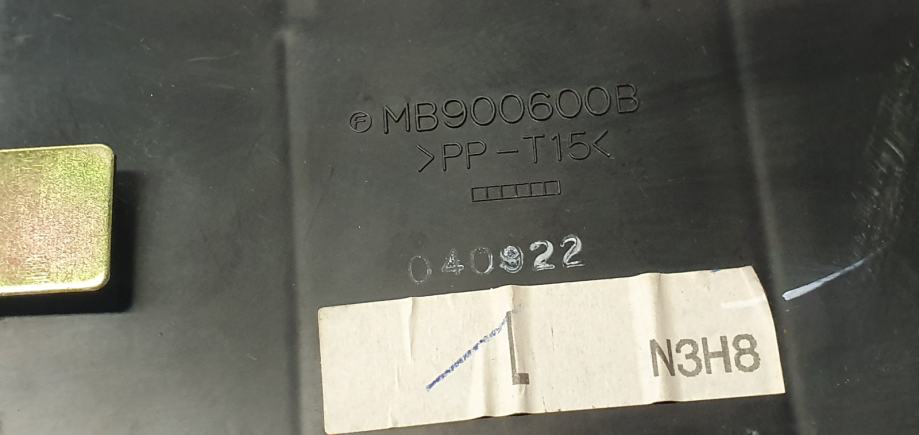 Ⓕ MB900600B
>PP-T15<
040922
L N3H8